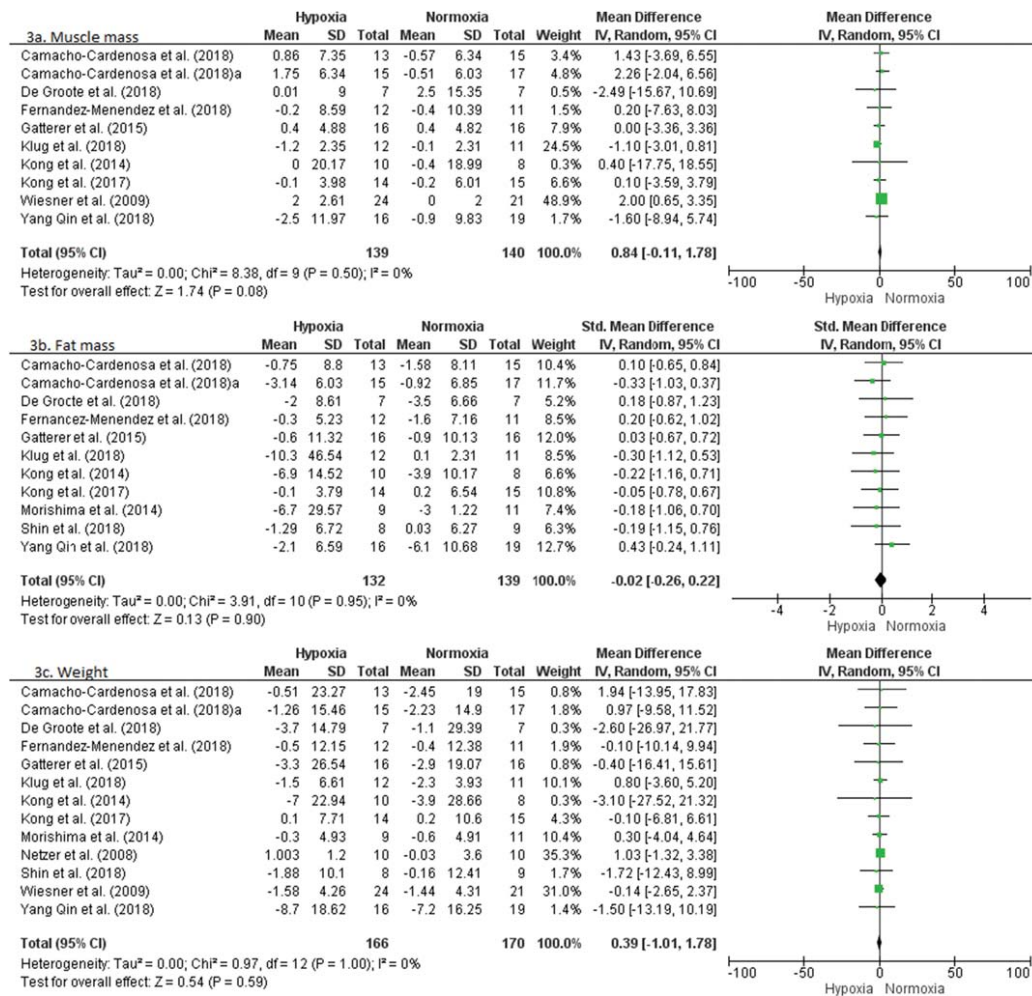 Hypoxia Normoxia Mean Difference Mean Difference
3a. Muscle mass Mean SD Total Mean SD Total Weight IV, Random, 95% CI IV, Random, 95% CI
Camacho-Cardenosa et al. (2018) 0.86 7.35 13 -0.57 6.34 15 3.4% 1.43 [-3.69, 6.55]
Camacho-Cardenosa et al. (2018)a 1.75 6.34 15 -0.51 6.03 17 4.8% 2.26 [-2.04, 6.56]
De Groote et al. (2018) 0.01 9 7 2.5 15.35 7 0.5% -2.49 [-15.67, 10.69]
Fernandez-Menendez et al. (2018) -0.2 8.59 12 -0.4 10.39 11 1.5% 0.20 [-7.63, 8.03]
Gatterer et al. (2015) 0.4 4.88 16 0.4 4.82 16 7.9% 0.00 [-3.36, 3.36]
Klug et al. (2018) -1.2 2.35 12 -0.1 2.31 11 24.5% -1.10 [-3.01, 0.81]
Kong et al. (2014) 0 20.17 10 -0.4 18.99 8 0.3% 0.40 [-17.75, 18.55]
Kong et al. (2017) -0.1 3.98 14 -0.2 6.01 15 6.6% 0.10 [-3.59, 3.79]
Wiesner et al. (2009) 2 2.61 24 0 2 21 48.9% 2.00 [0.65, 3.35]
Yang Qin et al. (2018) -2.5 11.97 16 -0.9 9.83 19 1.7% -1.60 [-8.94, 5.74]
Total (95% CI) 139 140 100.0% 0.84 [-0.11, 1.78]
Heterogeneity: Tau² = 0.00; Chi² = 8.38, df = 9 (P = 0.50); I² = 0%
Test for overall effect: Z = 1.74 (P = 0.08)
-100 -50 0 50 100
Hypoxia Normoxia
Hypoxia Normoxia Std. Mean Difference Std. Mean Difference
3b. Fat mass Mean SD Total Mean SD Total Weight IV, Random, 95% CI IV, Random, 95% CI
Camacho-Cardenosa et al. (2018) -0.75 8.8 13 -1.58 8.11 15 10.4% 0.10 [-0.65, 0.84]
Camacho-Cardenosa et al. (2018)a -3.14 6.03 15 -0.92 6.85 17 11.7% -0.33 [-1.03, 0.37]
De Grocte et al. (2018) -2 8.61 7 -3.5 6.66 7 5.2% 0.18 [-0.87, 1.23]
Fernancez-Menendez et al. (2018) -0.3 5.23 12 -1.6 7.16 11 8.5% 0.20 [-0.62, 1.02]
Gatterer et al. (2015) -0.6 11.32 16 -0.9 10.13 16 12.0% 0.03 [-0.67, 0.72]
Klug et al. (2018) -10.3 46.54 12 0.1 2.31 11 8.5% -0.30 [-1.12, 0.53]
Kong et al. (2014) -6.9 14.52 10 -3.9 10.17 8 6.6% -0.22 [-1.16, 0.71]
Kong et al. (2017) -0.1 3.79 14 0.2 6.54 15 10.8% -0.05 [-0.78, 0.67]
Morishima et al. (2014) -6.7 29.57 9 -3 1.22 11 7.4% -0.18 [-1.06, 0.70]
Shin et al. (2018) -1.29 6.72 8 0.03 6.27 9 6.3% -0.19 [-1.15, 0.76]
Yang Qin et al. (2018) -2.1 6.59 16 -6.1 10.68 19 12.7% 0.43 [-0.24, 1.11]
Total (95% CI) 132 139 100.0% -0.02 [-0.26, 0.22]
Heterogeneity: Tau² = 0.00; Chi² = 3.91, df = 10 (P = 0.95); I² = 0%
Test for overall effect: Z = 0.13 (P = 0.90)
-4 -2 0 2 4
Hypoxia Normoxia
Hypoxia Normoxia Mean Difference Mean Difference
3c. Weight Mean SD Total Mean SD Total Weight IV, Random, 95% CI IV, Random, 95% CI
Camacho-Cardenosa et al. (2018) -0.51 23.27 13 -2.45 19 15 0.8% 1.94 [-13.95, 17.83]
Camacho-Cardenosa et al. (2018)a -1.26 15.46 15 -2.23 14.9 17 1.8% 0.97 [-9.58, 11.52]
De Groote et al. (2018) -3.7 14.79 7 -1.1 29.39 7 0.3% -2.60 [-26.97, 21.77]
Fernandez-Menendez et al. (2018) -0.5 12.15 12 -0.4 12.38 11 1.9% -0.10 [-10.14, 9.94]
Gatterer et al. (2015) -3.3 26.54 16 -2.9 19.07 16 0.8% -0.40 [-16.41, 15.61]
Klug et al. (2018) -1.5 6.61 12 -2.3 3.93 11 10.1% 0.80 [-3.60, 5.20]
Kong et al. (2014) -7 22.94 10 -3.9 28.66 8 0.3% -3.10 [-27.52, 21.32]
Kong et al. (2017) 0.1 7.71 14 0.2 10.6 15 4.3% -0.10 [-6.81, 6.61]
Morishima et al. (2014) -0.3 4.93 9 -0.6 4.91 11 10.4% 0.30 [-4.04, 4.64]
Netzer et al. (2008) 1.003 1.2 10 -0.03 3.6 10 35.3% 1.03 [-1.32, 3.38]
Shin et al. (2018) -1.88 10.1 8 -0.16 12.41 9 1.7% -1.72 [-12.43, 8.99]
Wiesner et al. (2009) -1.58 4.26 24 -1.44 4.31 21 31.0% -0.14 [-2.65, 2.37]
Yang Qin et al. (2018) -8.7 18.62 16 -7.2 16.25 19 1.4% -1.50 [-13.19, 10.19]
Total (95% CI) 166 170 100.0% 0.39 [-1.01, 1.78]
Heterogeneity: Tau² = 0.00; Chi² = 0.97, df = 12 (P = 1.00); I² = 0%
Test for overall effect: Z = 0.54 (P = 0.59)
-100 -50 0 50 100
Hypoxia Normoxia